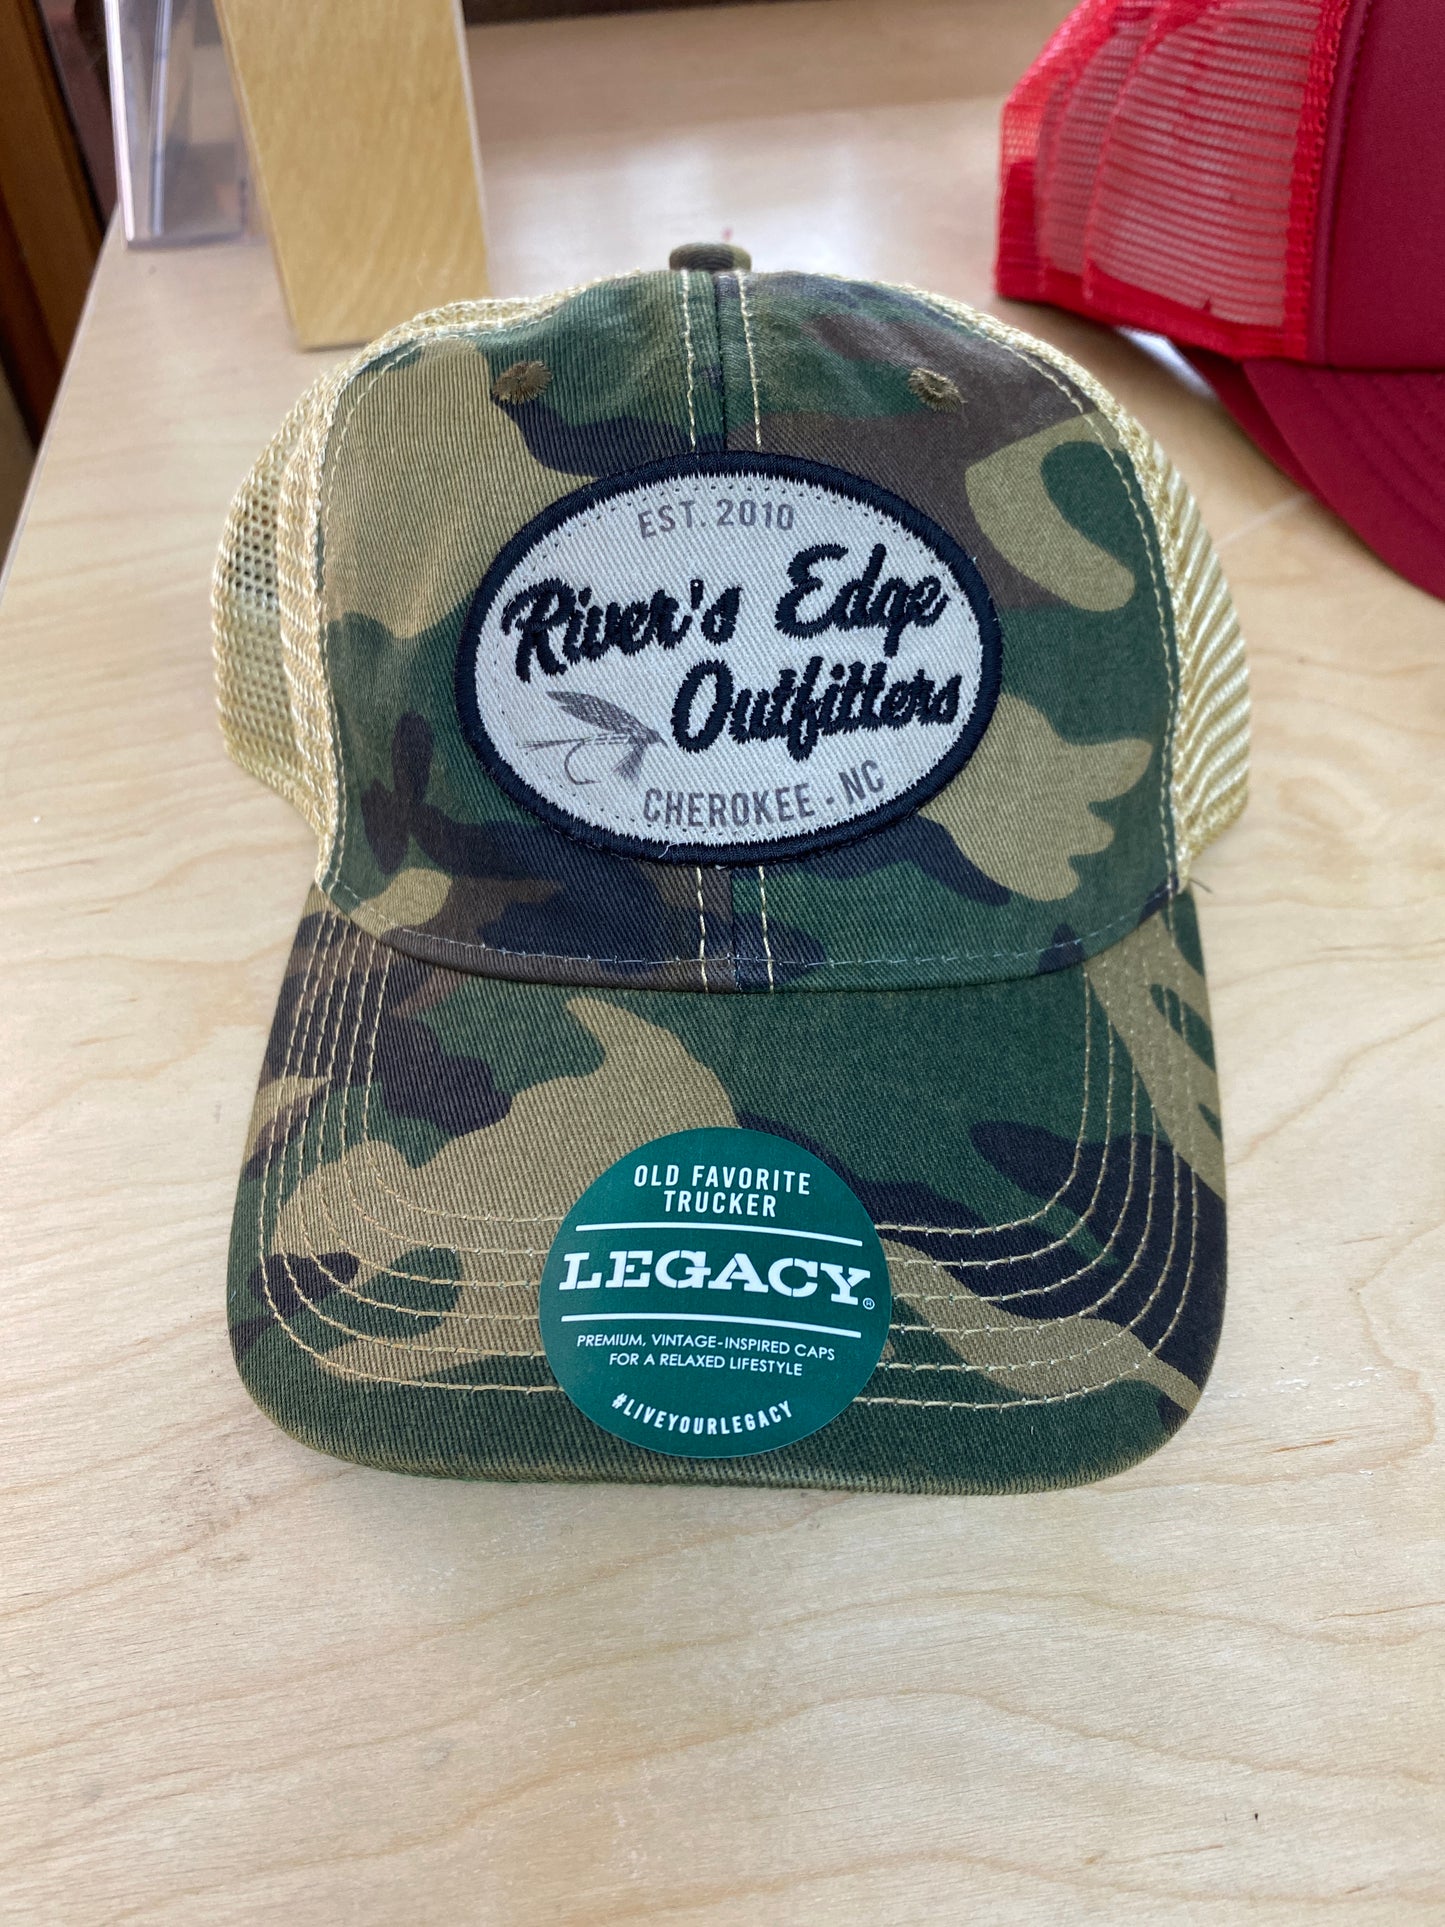 EST. 2010
River's Edge
Outfitters
CHEROKEE - NC
OLD FAVORITE
TRUCKER
LEGACY®
PREMIUM, VINTAGE-INSPIRED CAPS
FOR A RELAXED LIFESTYLE
#LIVEYOURLEGACY